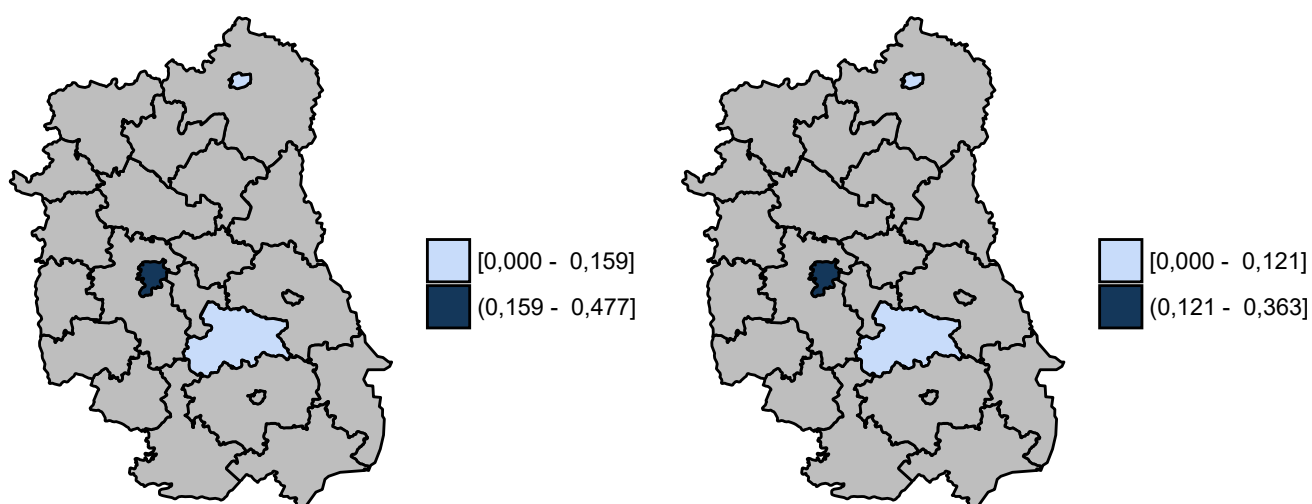 [0,000 - 0,159]
(0,159 - 0,477]
[0,000 - 0,121]
(0,121 - 0,363]